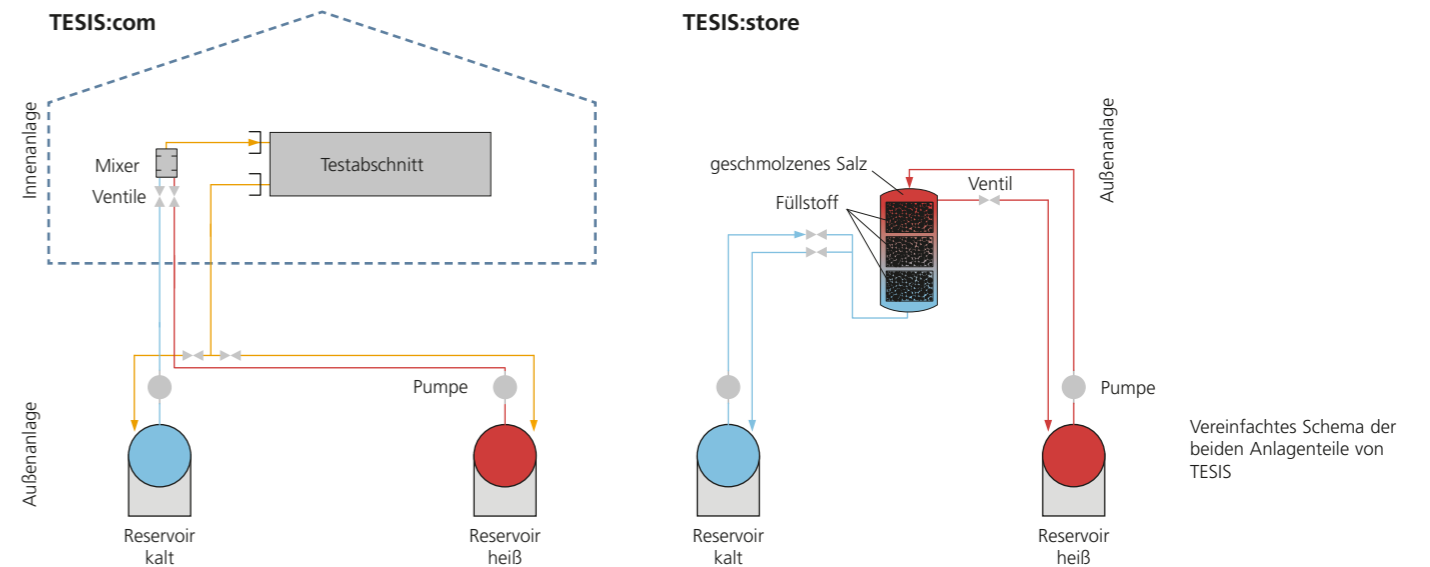 TESIS:com
Innenanlage
Mixer
Ventile
Testabschnitt
Pumpe
Außenanlage
Reservoir
kalt
Reservoir
heiß
TESIS:store
geschmolzenes Salz
Füllstoff
Ventil
Außenanlage
Pumpe
Reservoir
kalt
Reservoir
heiß
Vereinfachtes Schema der
beiden Anlagenteile von
TESIS